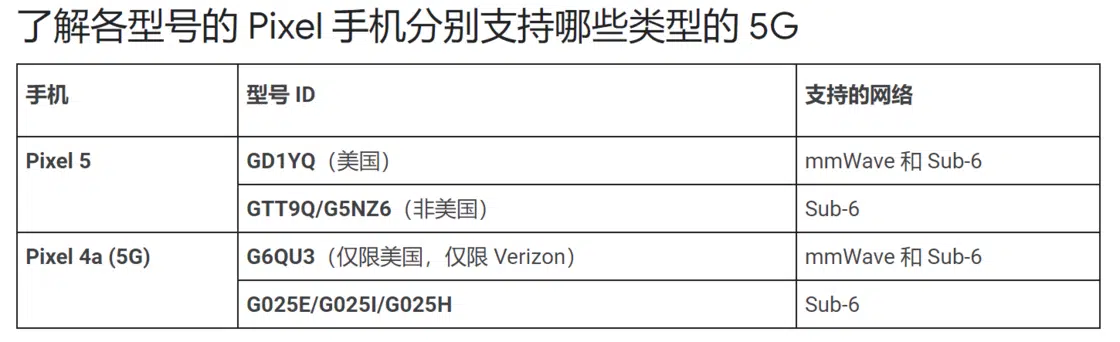 了解各型号的 Pixel 手机分别支持哪些类型的 5G
手机 型号 ID 支持的网络
Pixel 5 GD1YQ（美国） mmWave 和 Sub-6
GTT9Q/G5NZ6（非美国） Sub-6
Pixel 4a (5G) G6QU3（仅限美国，仅限 Verizon） mmWave 和 Sub-6
G025E/G025I/G025H Sub-6